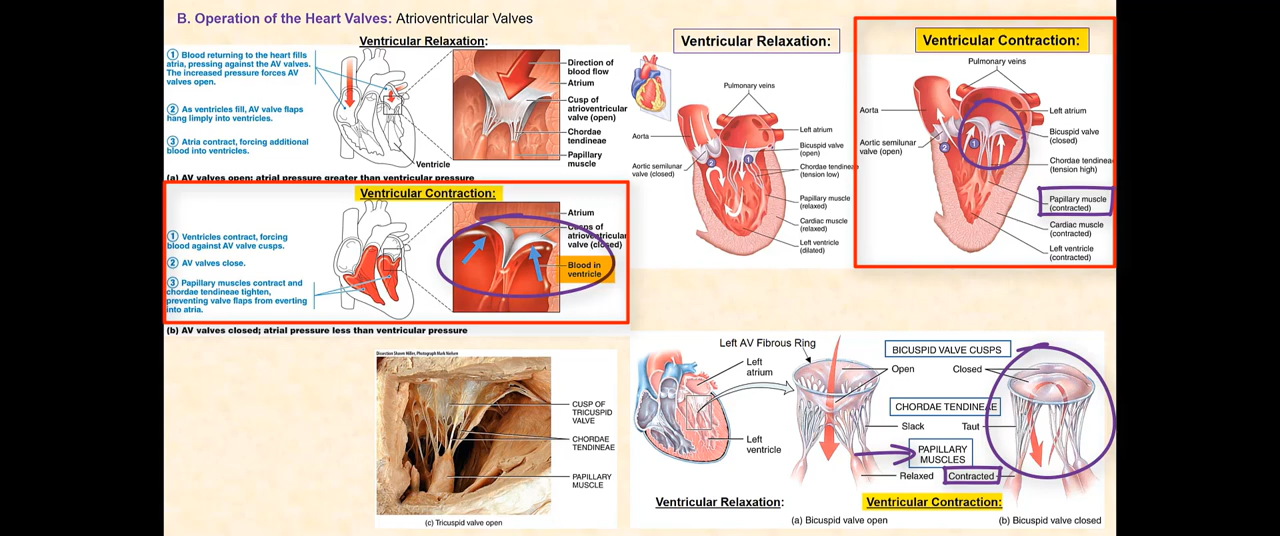 B. Operation of the Heart Valves: Atrioventricular Valves
Ventricular Relaxation:
① Blood returning to the heart fills
atria, pressing against the AV valves.
The increased pressure forces AV
valves open.
② As ventricles fill, AV valve flaps
hang limply into ventricles.
③ Atria contract, forcing additional
blood into ventricles.
Direction of
blood flow
Atrium
Cusp of
atrioventricular
valve (open)
Chordae
tendineae
Papillary
muscle
Ventricle
(a) AV valves open; atrial pressure greater than ventricular pressure
Ventricular Contraction:
① Ventricles contract, forcing
blood against AV valve cusps.
② AV valves close.
③ Papillary muscles contract and
chordae tendineae tighten,
preventing valve flaps from everting
into atria.
Atrium
Cusps of
atrioventricular
valve (closed)
Blood in
ventricle
(b) AV valves closed; atrial pressure less than ventricular pressure
Ventricular Relaxation:
Pulmonary veins
Aorta
Left atrium
Bicuspid valve
(open)
Aortic semilunar
valve (closed)
Chordae tendineae
(tension low)
Papillary muscle
(relaxed)
Cardiac muscle
(relaxed)
Left ventricle
(dilated)
1
2
Ventricular Contraction:
Pulmonary veins
Aorta
Left atrium
Bicuspid valve
(closed)
Aortic semilunar
valve (open)
Chordae tendinea
(tension high)
Papillary muscle
(contracted)
Cardiac muscle
(contracted)
Left ventricle
(contracted)
1
2
Dissection Shawn Miller, Photograph Mark Nielsen
CUSP OF
TRICUSPID
VALVE
CHORDAE
TENDINEAE
PAPILLARY
MUSCLE
(c) Tricuspid valve open
Left AV Fibrous Ring
Left
atrium
Left
ventricle
BICUSPID VALVE CUSPS
Open
Closed
CHORDAE TENDINEAE
Slack
Taut
PAPILLARY
MUSCLES
Relaxed
Contracted
Ventricular Relaxation:
Ventricular Contraction:
(a) Bicuspid valve open
(b) Bicuspid valve closed